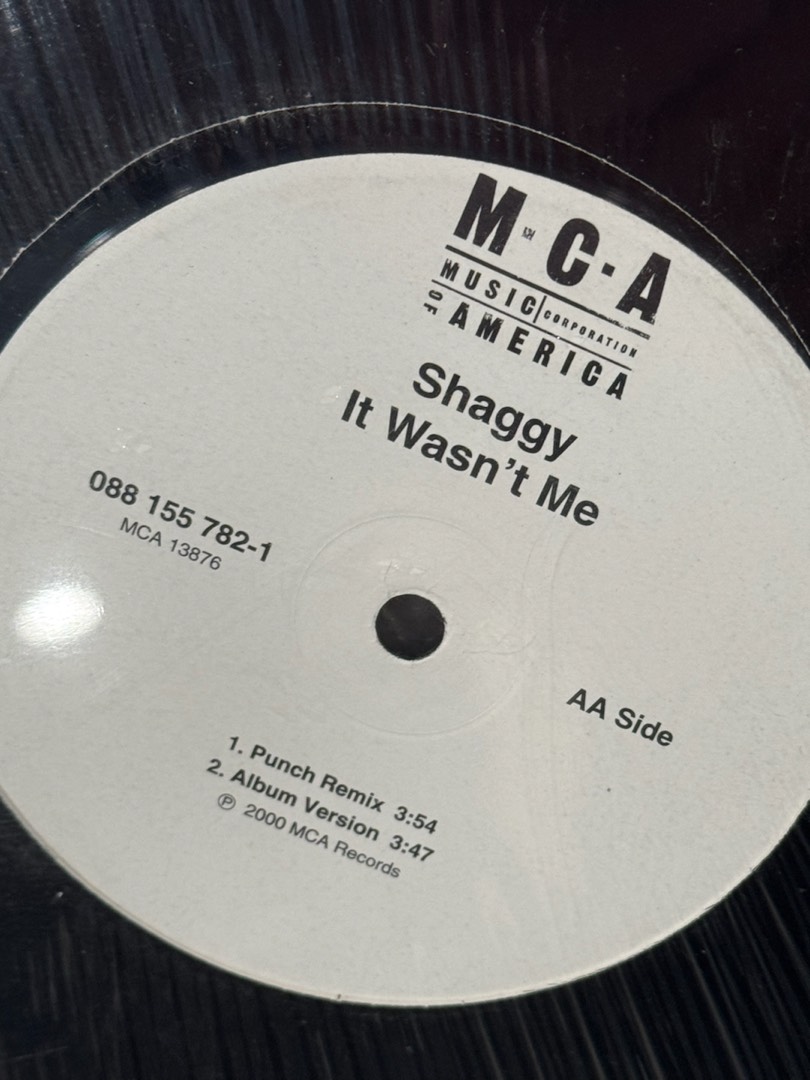 M·C·A
MUSIC CORPORATION
OF AMERICA
Shaggy
It Wasn't Me
088 155 782-1
MCA 13876
AA Side
1. Punch Remix 3:54
2. Album Version 3:47
℗ 2000 MCA Records